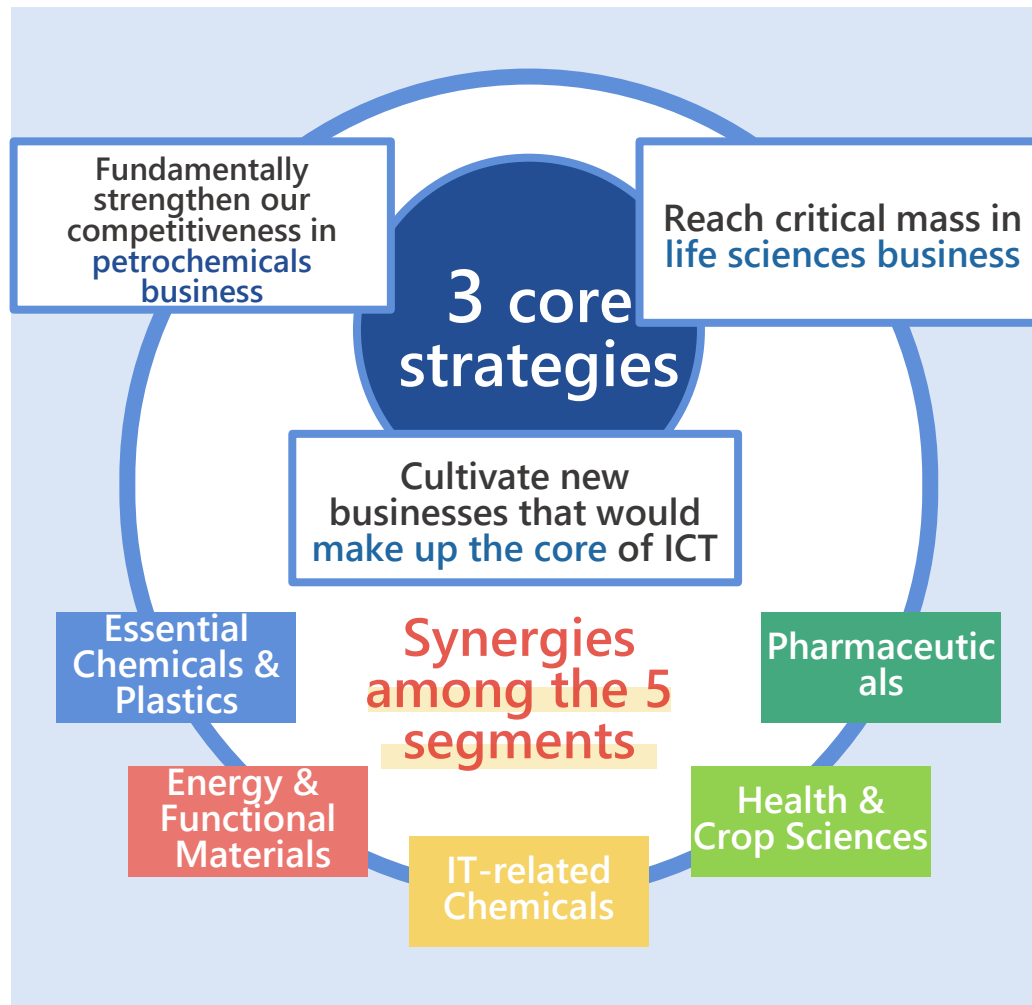 Fundamentally
strengthen our
competitiveness in
petrochemicals
business
Reach critical mass in
life sciences business
3 core
strategies
Cultivate new
businesses that would
make up the core of ICT
Synergies
among the 5
segments
Essential
Chemicals &
Plastics
Pharmaceutic
als
Energy &
Functional
Materials
Health &
Crop Sciences
IT-related
Chemicals